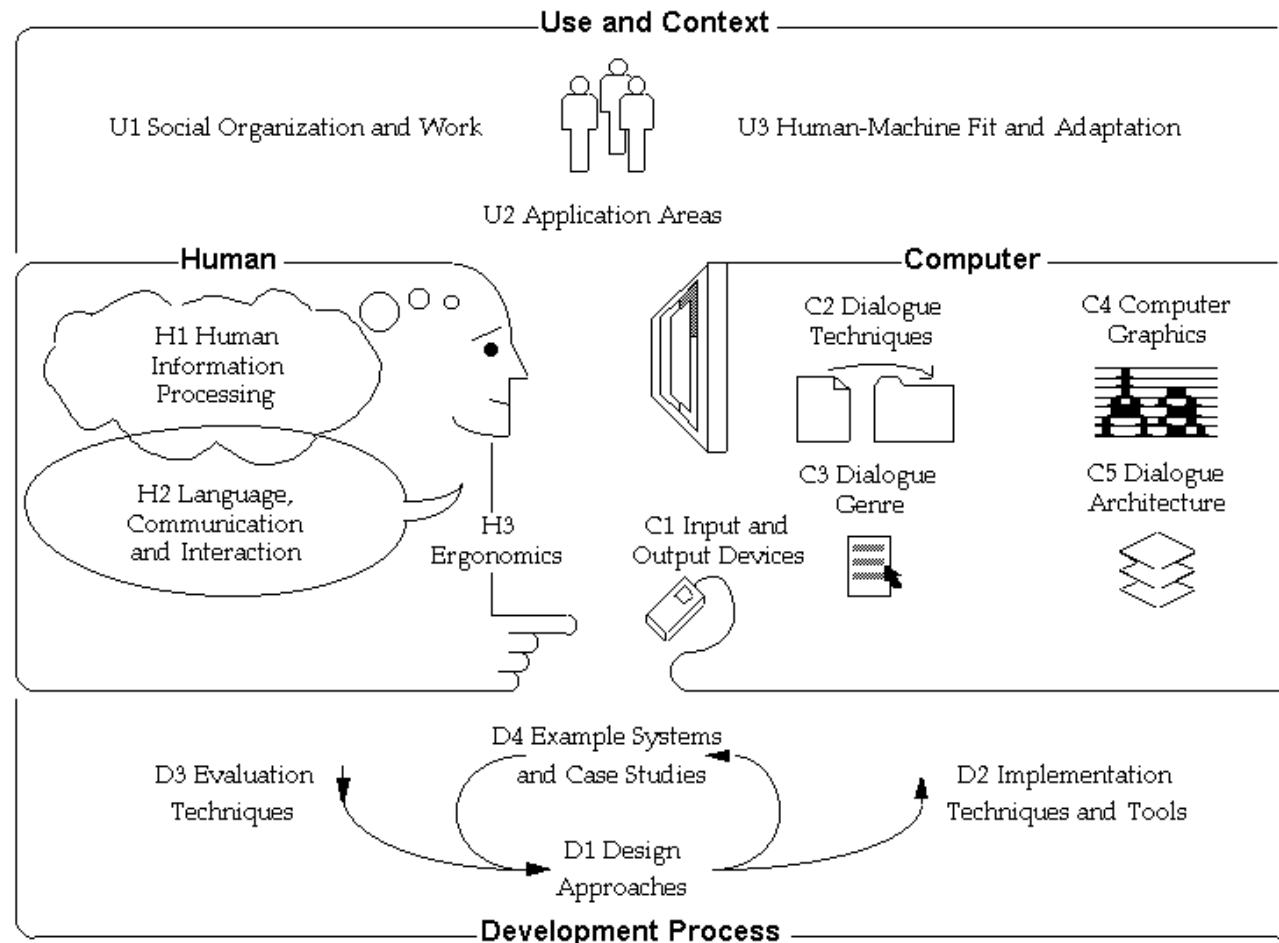 Use and Context
U1 Social Organization and Work
U3 Human-Machine Fit and Adaptation
U2 Application Areas
Human
H1 Human
Information
Processing
H2 Language,
Communication
and Interaction
H3
Ergonomics
Computer
C1 Input and
Output Devices
C2 Dialogue
Techniques
C3 Dialogue
Genre
C4 Computer
Graphics
C5 Dialogue
Architecture
D3 Evaluation
Techniques
D4 Example Systems
and Case Studies
D1 Design
Approaches
D2 Implementation
Techniques and Tools
Development Process